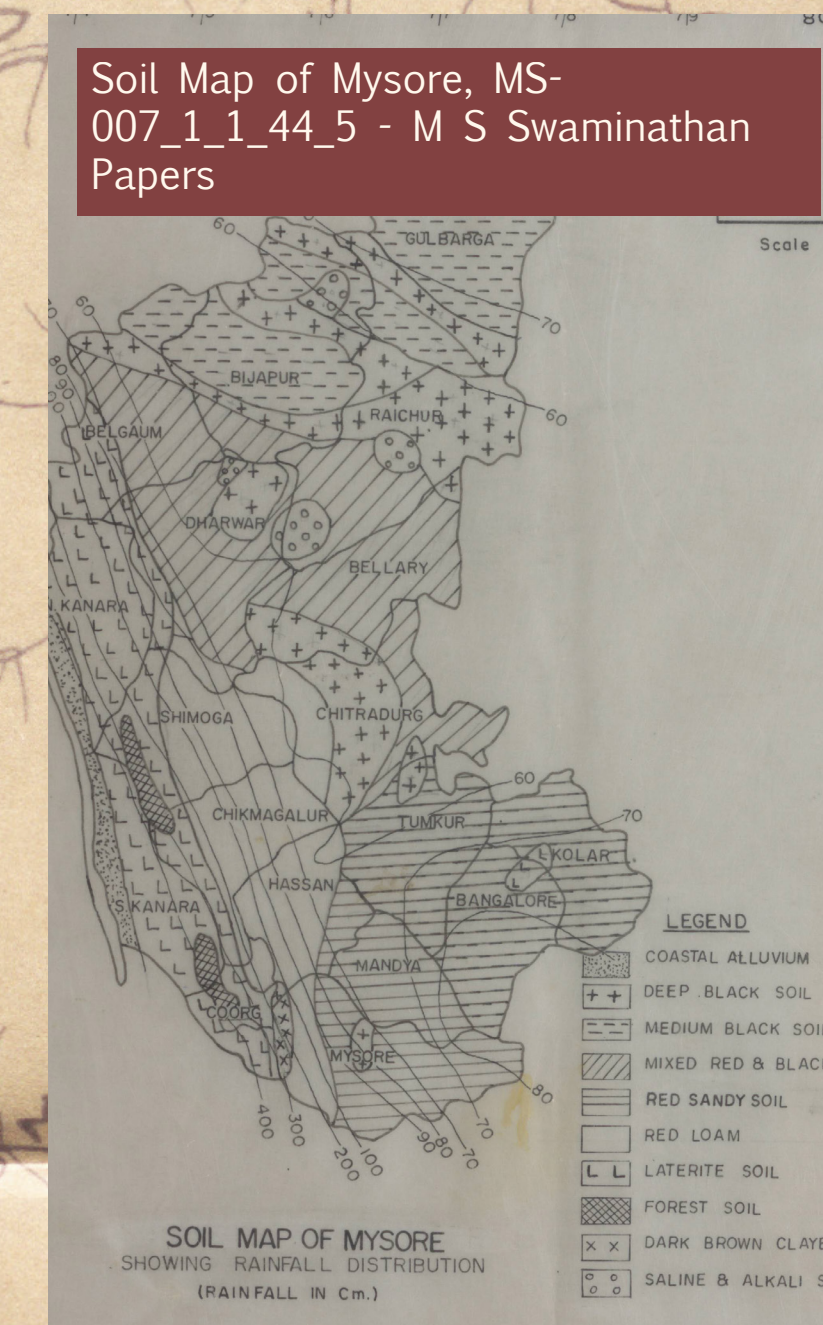 Soil Map of Mysore, MS-
007_1_1_44_5 - M S Swaminathan
Papers
Scale
60
GULBARGA
70
60
BIJAPUR
RAICHUR
60
80
90
BELGAUM
DHARWAR
BELLARY
N.KANARA
SHIMOGA
CHITRADURG
60
CHIKMAGALUR
TUMKUR
70
KOLAR
HASSAN
BANGALORE
S.KANARA
MANDYA
COORG
MYSORE
80
400
300
200
100
90
80
70
70
LEGEND
COASTAL ALLUVIUM
DEEP BLACK SOIL
MEDIUM BLACK SOI
MIXED RED & BLAC
RED SANDY SOIL
RED LOAM
LATERITE SOIL
FOREST SOIL
DARK BROWN CLAYE
SALINE & ALKALI S
SOIL MAP OF MYSORE
SHOWING RAINFALL DISTRIBUTION
(RAINFALL IN Cm.)